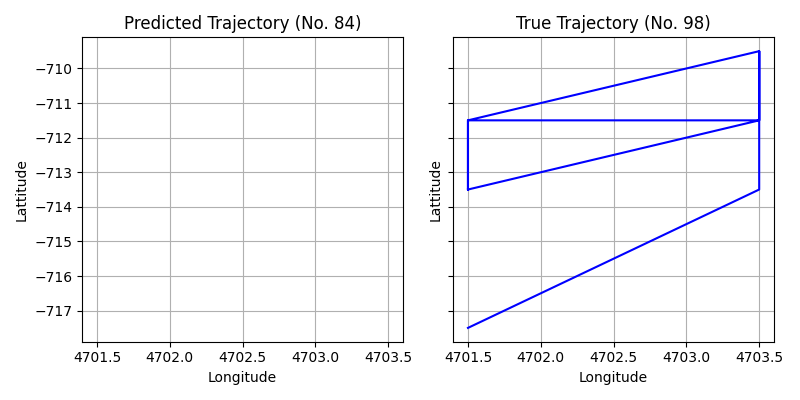 Predicted Trajectory (No. 84)
True Trajectory (No. 98)
−710
−711
−712
−713
−714
−715
−716
−717
Lattitude
Lattitude
4701.5 4702.0 4702.5 4703.0 4703.5
4701.5 4702.0 4702.5 4703.0 4703.5
Longitude
Longitude